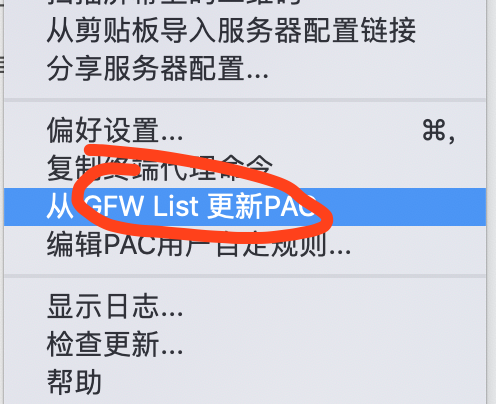 从剪贴板导入服务器配置链接
分享服务器配置...
偏好设置... ⌘,
复制终端代理命令
从 GFW List 更新PAC
编辑PAC用户自定规则...
显示日志...
检查更新...
帮助